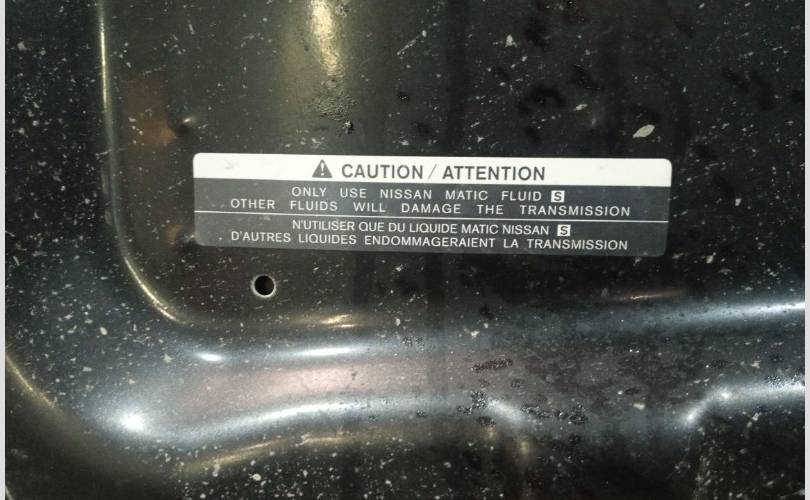 CAUTION / ATTENTION
ONLY USE NISSAN MATIC FLUID S
OTHER FLUIDS WILL DAMAGE THE TRANSMISSION
N'UTILISER QUE DU LIQUIDE MATIC NISSAN S
D'AUTRES LIQUIDES ENDOMMAGERAIENT LA TRANSMISSION